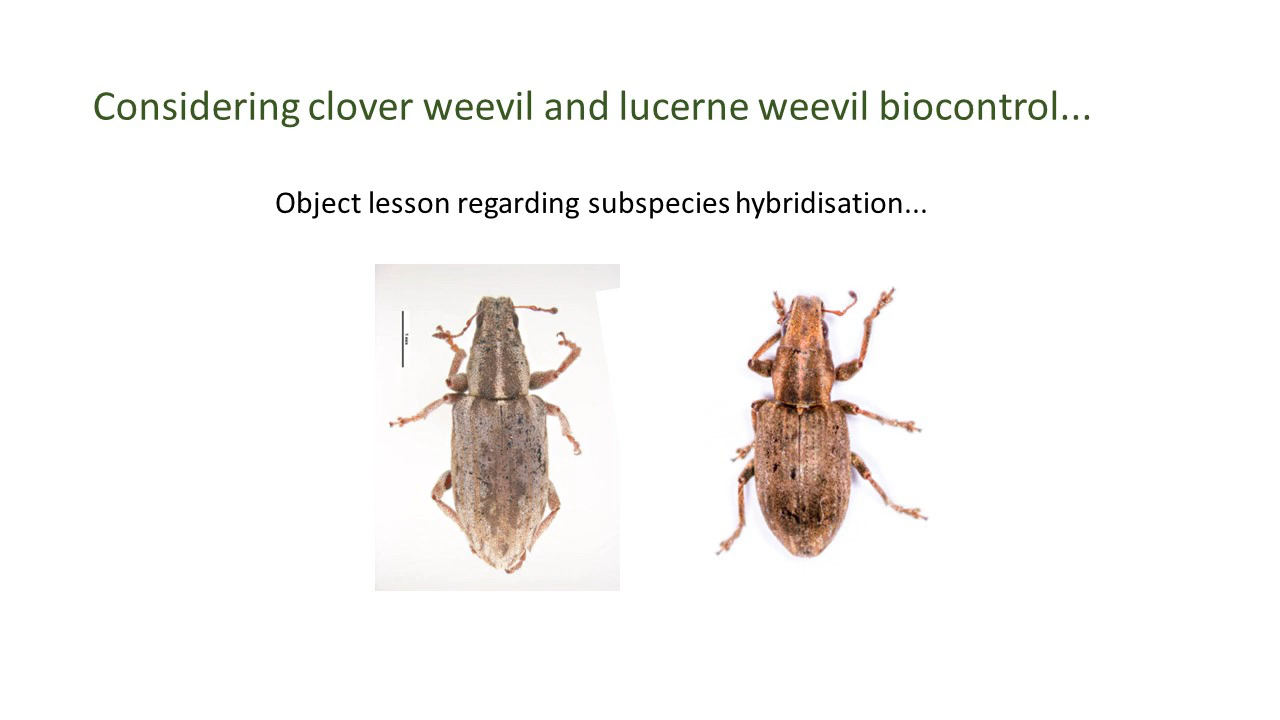 Considering clover weevil and lucerne weevil biocontrol...
Object lesson regarding subspecies hybridisation...